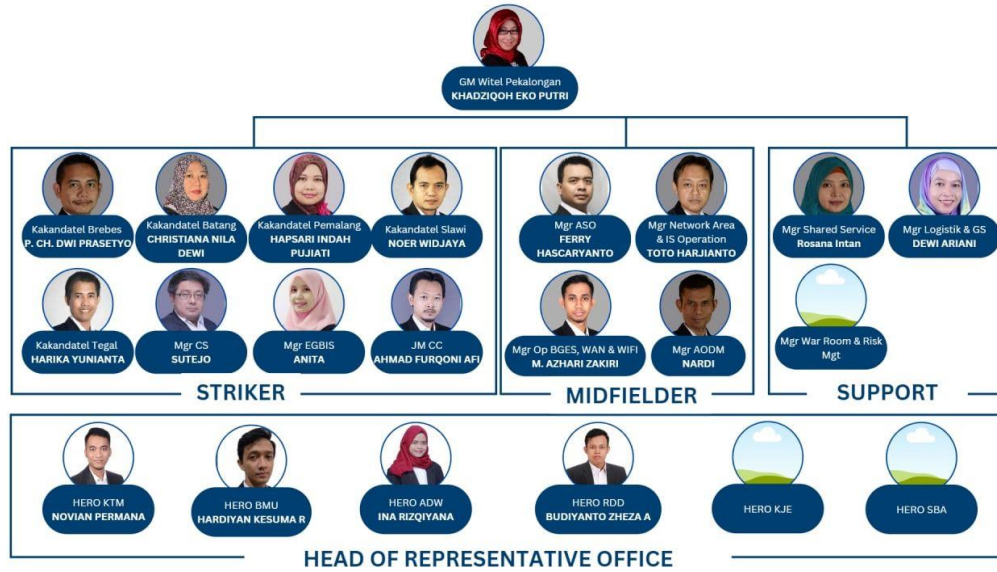 GM Witel Pekalongan
KHADZIQOH EKO PUTRI
Kakandatel Brebes
P. CH. DWI PRASETYO
Kakandatel Batang
CHRISTIANA NILA
DEWI
Kakandatel Pemalang
HAPSARI INDAH
PUJIATI
Kakandatel Slawi
NOER WIDJAYA
Kakandatel Tegal
HARIKA YUNIANTA
Mgr CS
SUTEJO
Mgr EGBIS
ANITA
JM CC
AHMAD FURQONI AFI
STRIKER
Mgr ASO
FERRY
HASCARYANTO
Mgr Network Area
& IS Operation
TOTO HARJIANTO
Mgr Op BGES, WAN & WIFI
M. AZHARI ZAKIRI
Mgr AODM
NARDI
MIDFIELDER
Mgr Shared Service
Rosana Intan
Mgr Logistik & GS
DEWI ARIANI
Mgr War Room & Risk
Mgt
SUPPORT
HERO KTM
NOVIAN PERMANA
HERO BMU
HARDIYAN KESUMA R
HERO ADW
INA RIZQIYANA
HERO RDD
BUDIYANTO ZHEZA A
HERO KJE
HERO SBA
HEAD OF REPRESENTATIVE OFFICE